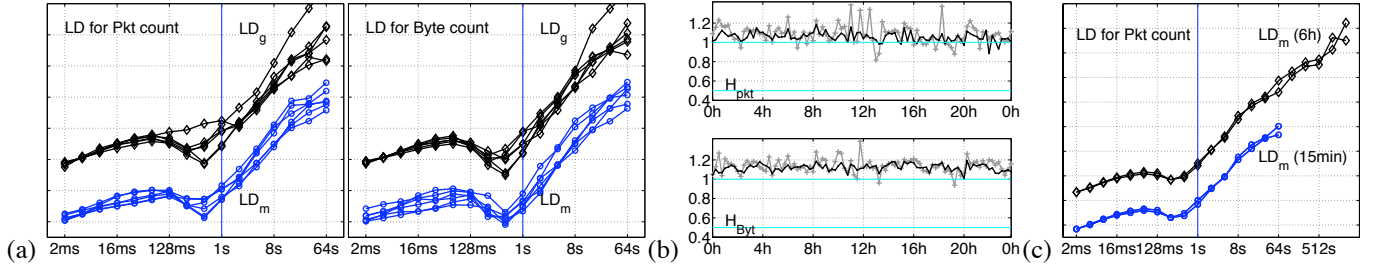 (a)
LD for Pkt count
LD_g
LD_m
2ms 16ms 128ms 1s 8s 64s
LD for Byte count
LD_g
LD_m
2ms 16ms 128ms 1s 8s 64s
(b)
1.2
1
0.8
0.6
0.4
H_pkt
0h 4h 8h 12h 16h 20h 0h
1.2
1
0.8
0.6
0.4
H_Byt
0h 4h 8h 12h 16h 20h 0h
(c)
LD for Pkt count
LD_m (6h)
LD_m (15min)
2ms 16ms 128ms 1s 8s 64s 512s